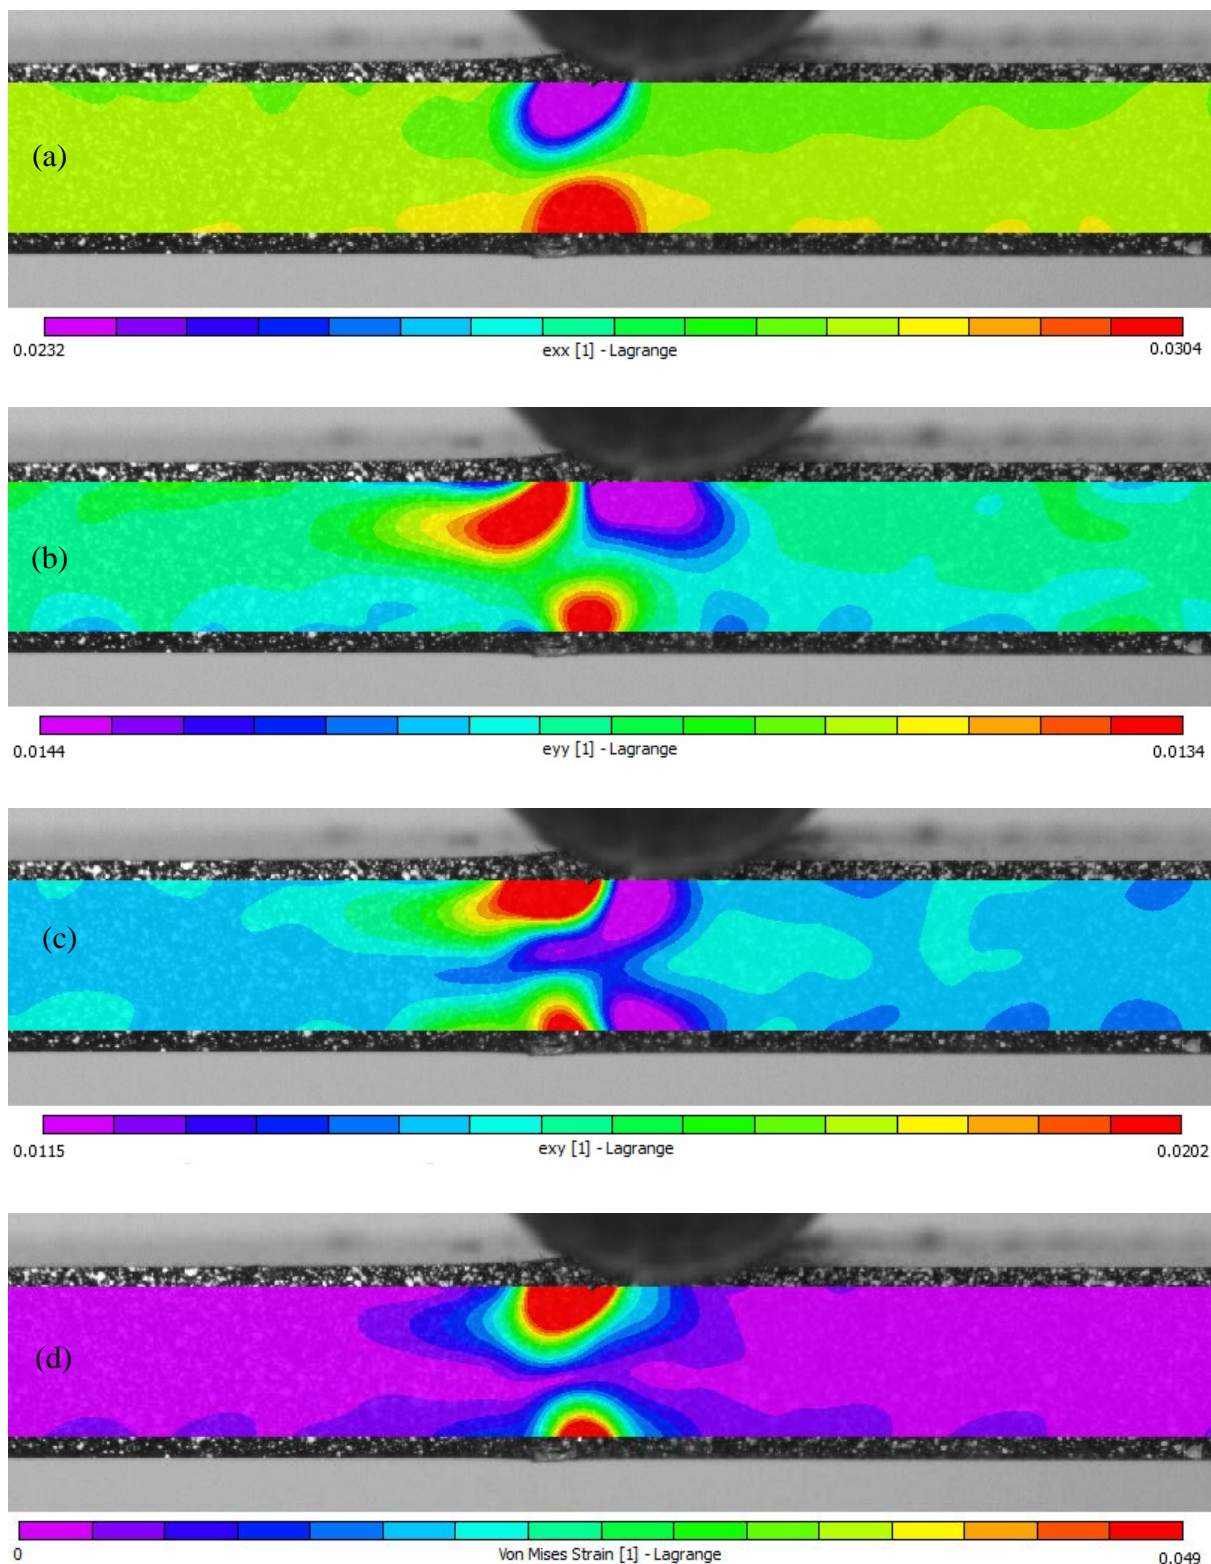 (a)
0.0232 exx [1] - Lagrange 0.0304
(b)
0.0144 eyy [1] - Lagrange 0.0134
(c)
0.0115 exy [1] - Lagrange 0.0202
(d)
0 Von Mises Strain [1] - Lagrange 0.049